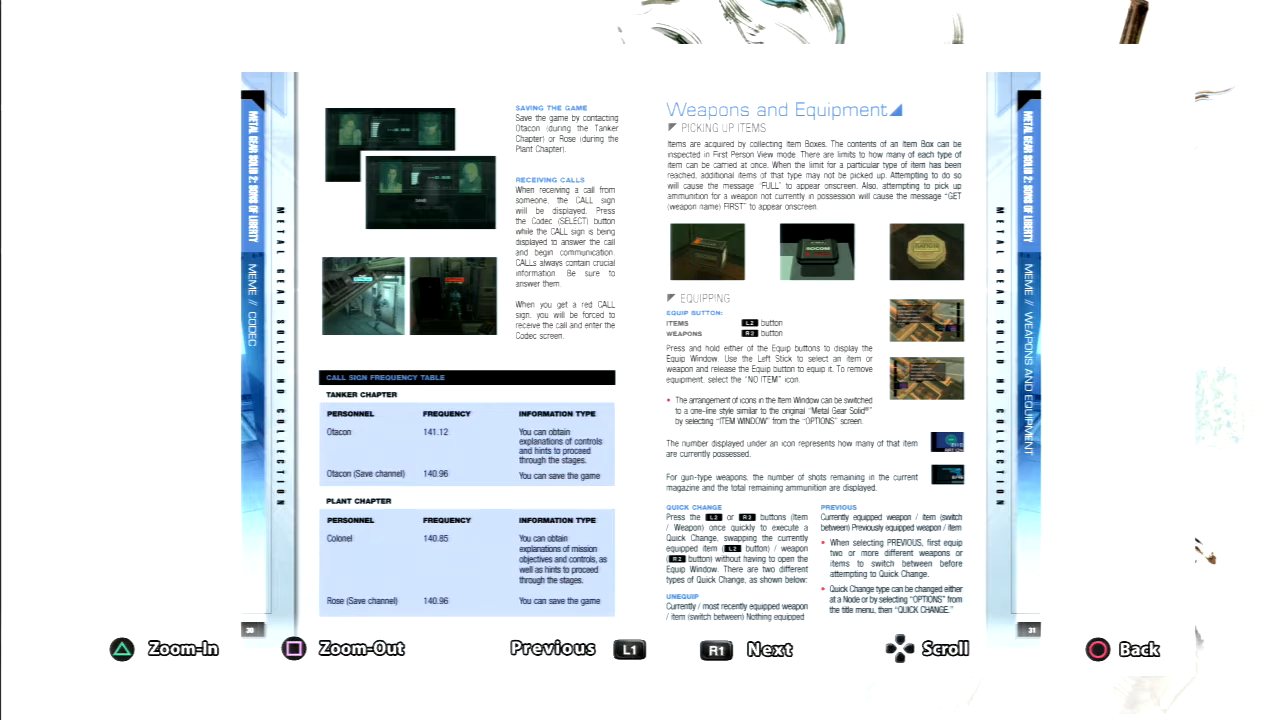 METAL GEAR SOLID 2: SONS OF LIBERTY
MEME // CODEC
METAL GEAR SOLID HD COLLECTION
SAVING THE GAME
Save the game by contacting
Otacon (during the Tanker
Chapter) or Rose (during the
Plant Chapter).
RECEIVING CALLS
When receiving a call from
someone, the CALL sign
will be displayed. Press
the Codec (SELECT) button
while the CALL sign is being
displayed to answer the call
and begin communication.
CALLs always contain crucial
information. Be sure to
answer them.
When you get a red CALL
sign, you will be forced to
receive the call and enter the
Codec screen.
CALL SIGN FREQUENCY TABLE
TANKER CHAPTER
PERSONNEL FREQUENCY INFORMATION TYPE
Otacon 141.12 You can obtain
explanations of controls
and hints to proceed
through the stages.
Otacon (Save channel) 140.96 You can save the game
PLANT CHAPTER
PERSONNEL FREQUENCY INFORMATION TYPE
Colonel 140.85 You can obtain
explanations of mission
objectives and controls, as
well as hints to proceed
through the stages.
Rose (Save channel) 140.96 You can save the game
30
Weapons and Equipment
PICKING UP ITEMS
Items are acquired by collecting Item Boxes. The contents of an Item Box can be
inspected in First Person View mode. There are limits to how many of each type of
item can be carried at once. When the limit for a particular type of item has been
reached, additional items of that type may not be picked up. Attempting to do so
will cause the message "FULL" to appear onscreen. Also, attempting to pick up
ammunition for a weapon not currently in possession will cause the message "GET
(weapon name) FIRST" to appear onscreen.
SOCOM
EQUIPPING
EQUIP BUTTON:
ITEMS L2 button
WEAPONS R2 button
Press and hold either of the Equip buttons to display the
Equip Window. Use the Left Stick to select an item or
weapon and release the Equip button to equip it. To remove
equipment, select the "NO ITEM" icon.
• The arrangement of icons in the Item Window can be switched
to a one-line style similar to the original "Metal Gear Solid®"
by selecting "ITEM WINDOW" from the "OPTIONS" screen.
The number displayed under an icon represents how many of that item
are currently possessed.
For gun-type weapons, the number of shots remaining in the current
magazine and the total remaining ammunition are displayed.
QUICK CHANGE
Press the L2 or R2 buttons (Item
/ Weapon) once quickly to execute a
Quick Change, swapping the currently
equipped item (L2 button) / weapon
(R2 button) without having to open the
Equip Window. There are two different
types of Quick Change, as shown below:
UNEQUIP
Currently / most recently equipped weapon
/ item (switch between) Nothing equipped
PREVIOUS
Currently equipped weapon / item (switch
between) Previously equipped weapon / item
• When selecting PREVIOUS, first equip
two or more different weapons or
items to switch between before
attempting to Quick Change.
• Quick Change type can be changed either
at a Node or by selecting "OPTIONS" from
the title menu, then "QUICK CHANGE."
METAL GEAR SOLID HD COLLECTION
METAL GEAR SOLID 2: SONS OF LIBERTY
MEME // WEAPONS AND EQUIPMENT
31
Zoom-In Zoom-Out Previous L1 R1 Next Scroll Back